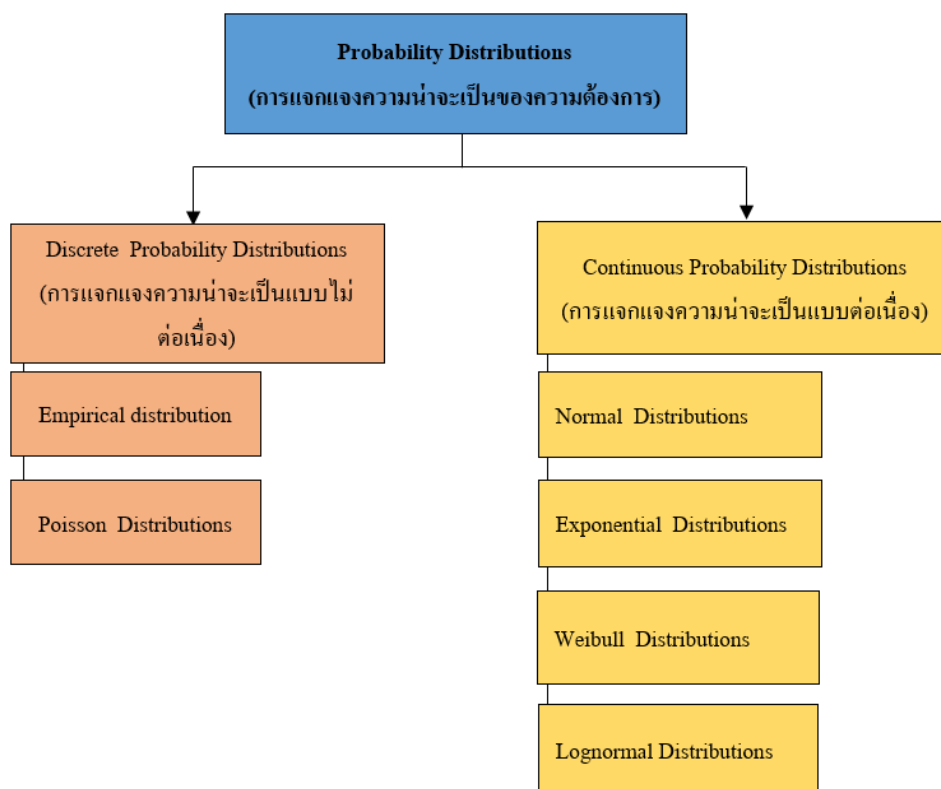 Probability Distributions
(การแจกแจงความน่าจะเป็นของความต้องการ)
Discrete Probability Distributions
(การแจกแจงความน่าจะเป็นแบบไม่
ต่อเนื่อง)
Empirical distribution
Poisson Distributions
Continuous Probability Distributions
(การแจกแจงความน่าจะเป็นแบบต่อเนื่อง)
Normal Distributions
Exponential Distributions
Weibull Distributions
Lognormal Distributions